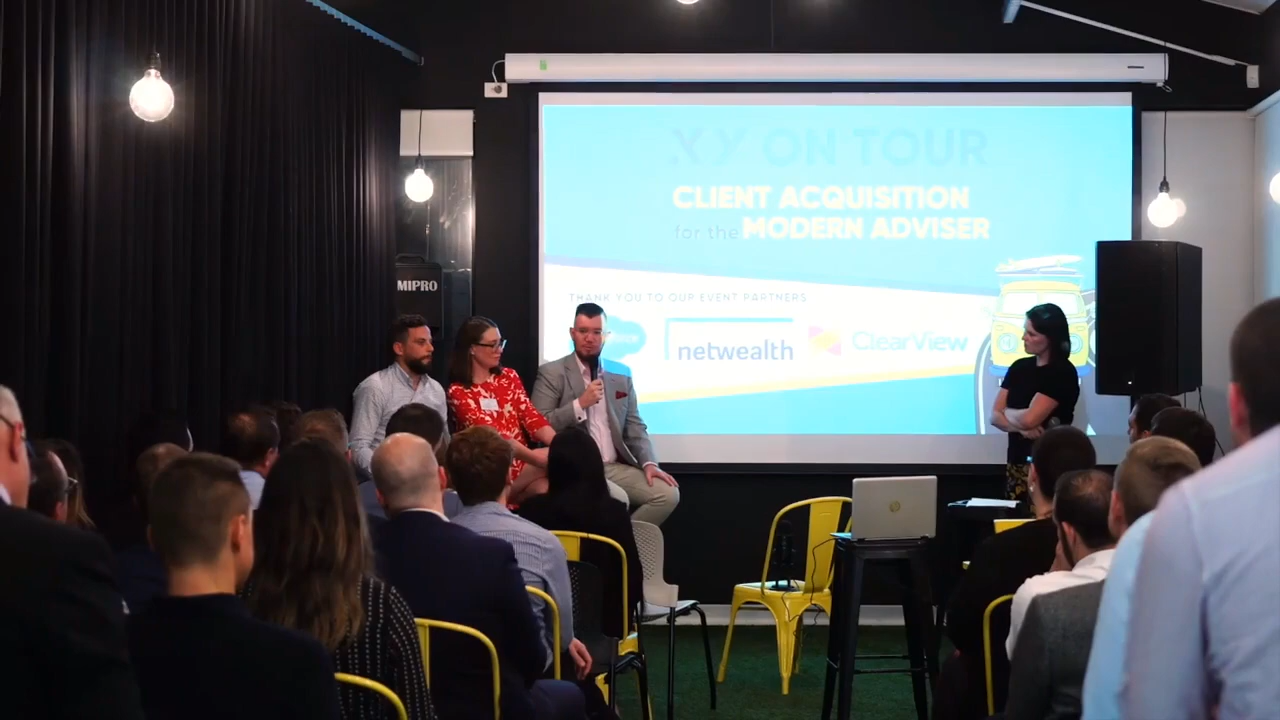 XY ON TOUR
CLIENT ACQUISITION
for the MODERN ADVISER
THANK YOU TO OUR EVENT PARTNERS
netwealth
ClearView
MIPRO